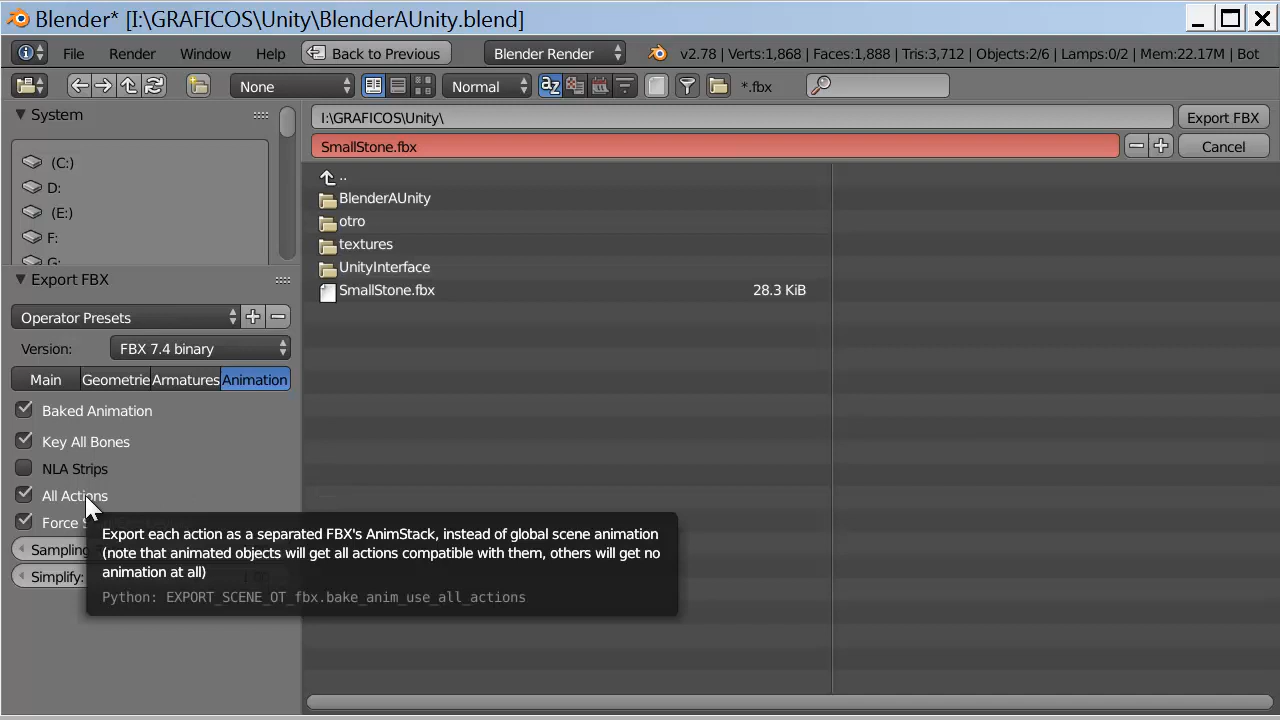 Blender* [I:\GRAFICOS\Unity\BlenderAUnity.blend]
File Render Window Help Back to Previous Blender Render v2.78 | Verts:1,868 | Faces:1,888 | Tris:3,712 | Objects:2/6 | Lamps:0/2 | Mem:22.17M | Bot
None Normal *.fbx
System
(C:)
D:
(E:)
F:
G:
I:\GRAFICOS\Unity\ Export FBX
SmallStone.fbx Cancel
..
BlenderAUnity
otro
textures
UnityInterface
SmallStone.fbx 28.3 KiB
Export FBX
Operator Presets
Version: FBX 7.4 binary
Main Geometrie Armatures Animation
Baked Animation
Key All Bones
NLA Strips
All Actions
Force
Sampling
Simplify:
Export each action as a separated FBX's AnimStack, instead of global scene animation
(note that animated objects will get all actions compatible with them, others will get no
animation at all)
Python: EXPORT_SCENE_OT_fbx.bake_anim_use_all_actions